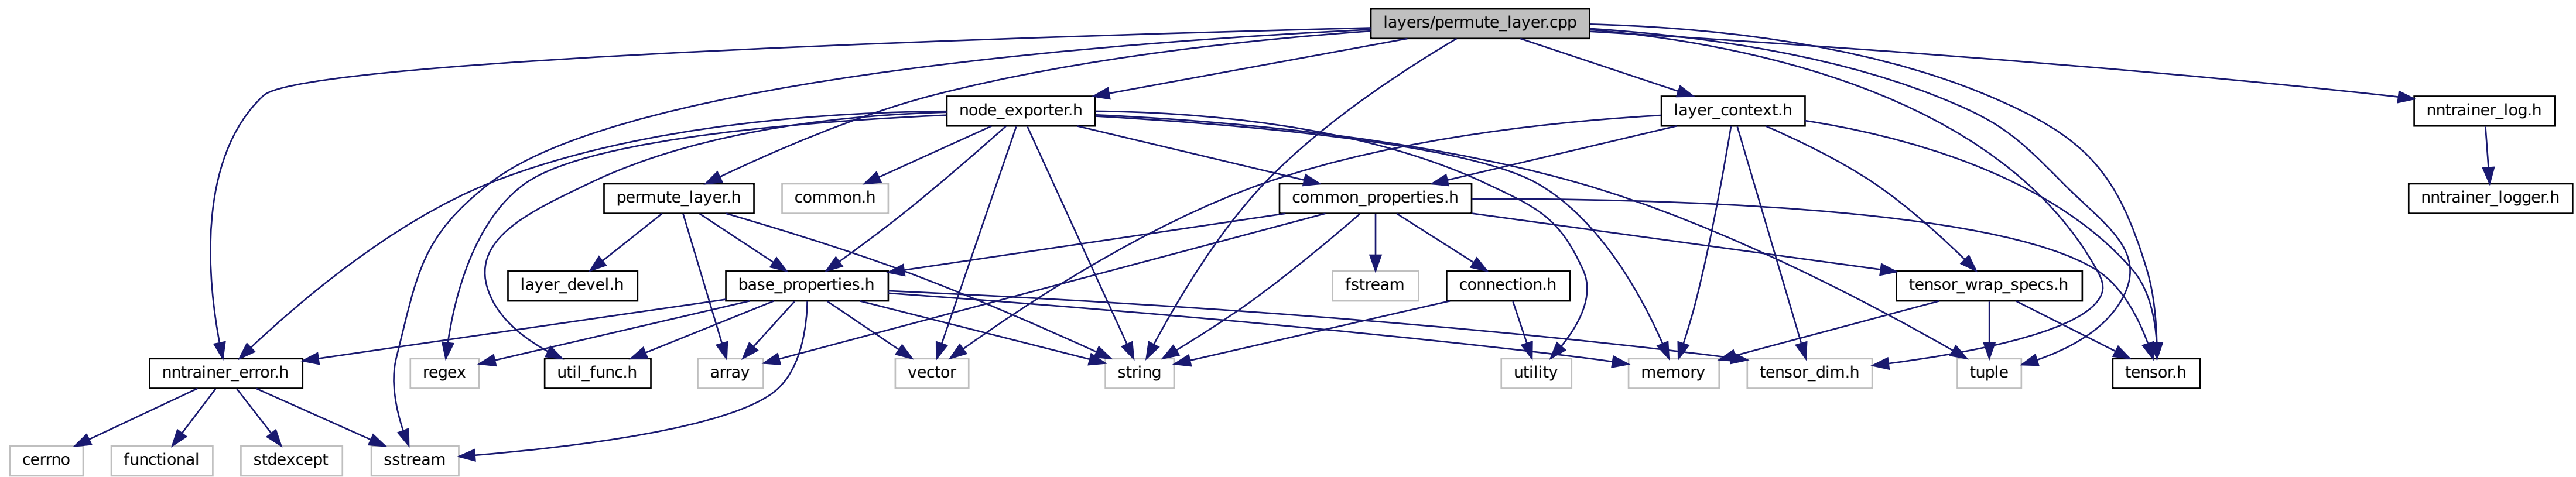 layers/permute_layer.cpp
node_exporter.h
layer_context.h
nntrainer_log.h
permute_layer.h
common.h
common_properties.h
nntrainer_logger.h
layer_devel.h
base_properties.h
fstream
connection.h
tensor_wrap_specs.h
nntrainer_error.h
regex
util_func.h
array
vector
string
utility
memory
tensor_dim.h
tuple
tensor.h
cerrno
functional
stdexcept
sstream